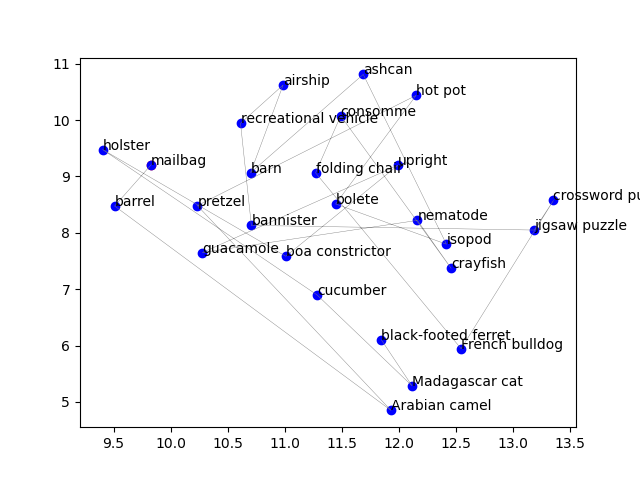 11
10
9
8
7
6
5
ashcan
airship
hot pot
consomme
recreational vehicle
holster
mailbag
barn
folding chair
upright
barrel
pretzel
bolete
crossword pu
bannister
nematode
jigsaw puzzle
guacamole
boa constrictor
isopod
crayfish
cucumber
black-footed ferret
French bulldog
Madagascar cat
Arabian camel
9.5 10.0 10.5 11.0 11.5 12.0 12.5 13.0 13.5